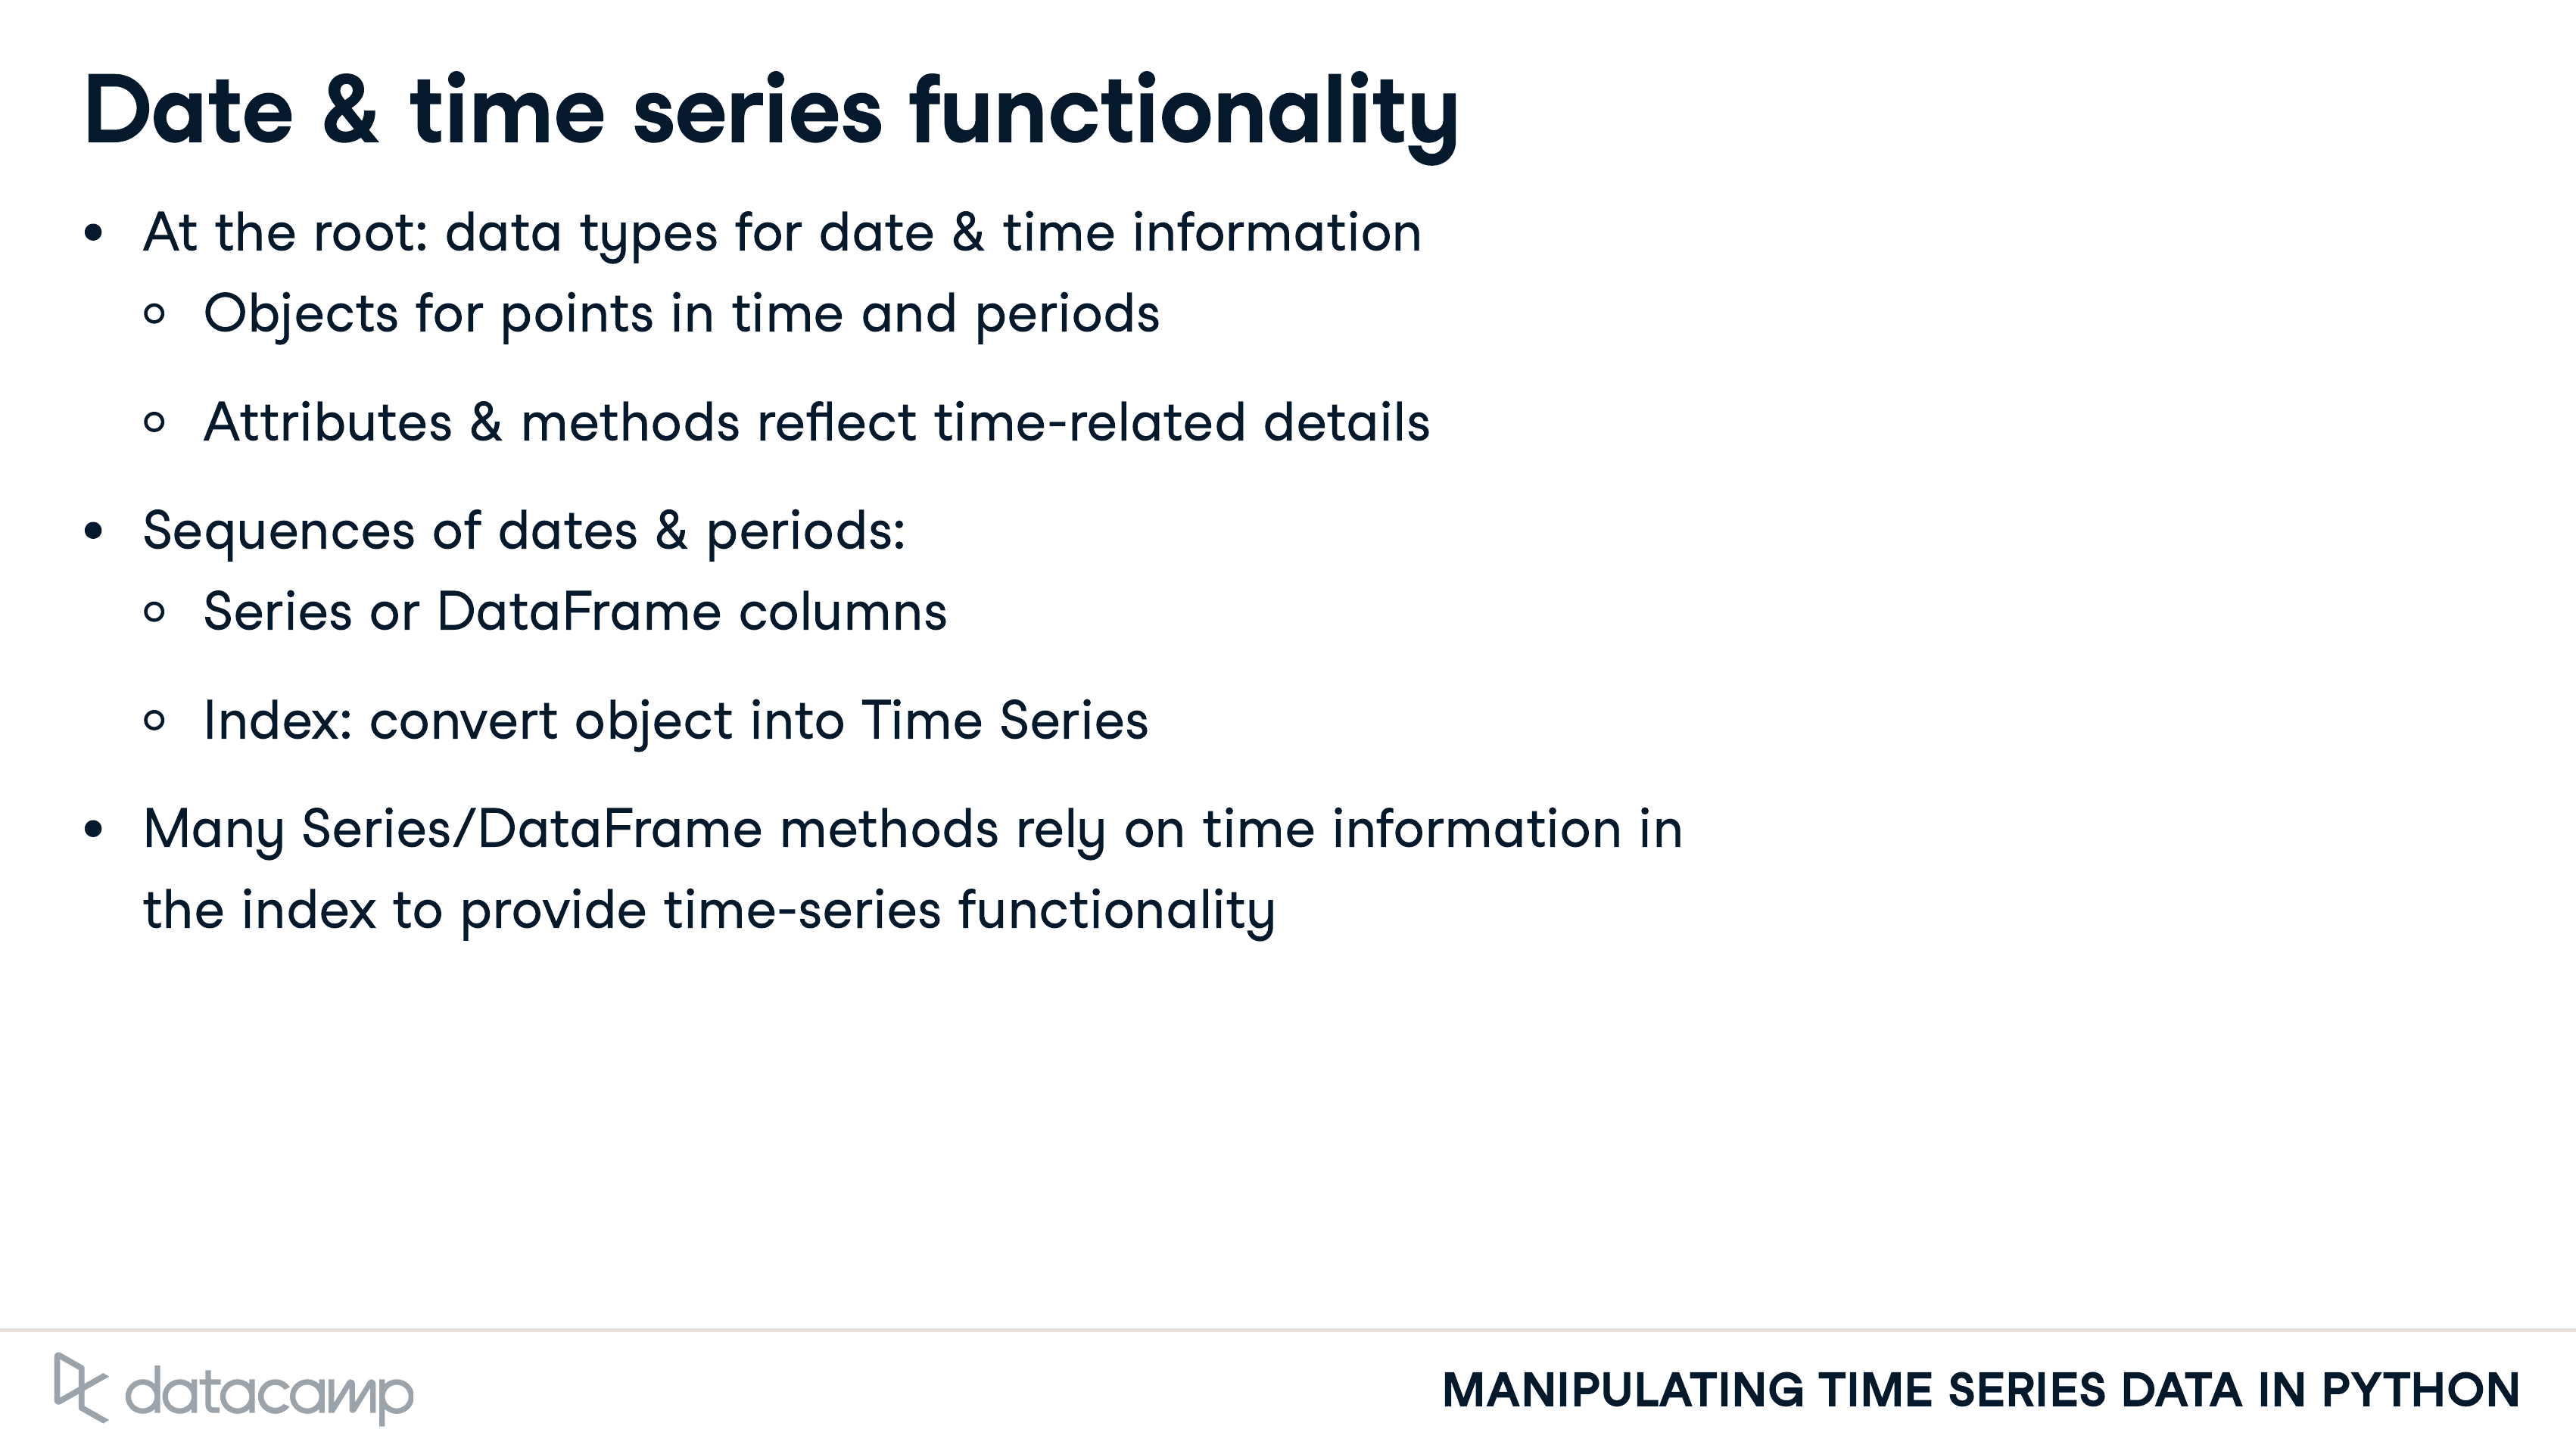 Date & time series functionality
• At the root: data types for date & time information
○ Objects for points in time and periods
○ Attributes & methods reflect time-related details
• Sequences of dates & periods:
○ Series or DataFrame columns
○ Index: convert object into Time Series
• Many Series/DataFrame methods rely on time information in
the index to provide time-series functionality
datacamp
MANIPULATING TIME SERIES DATA IN PYTHON